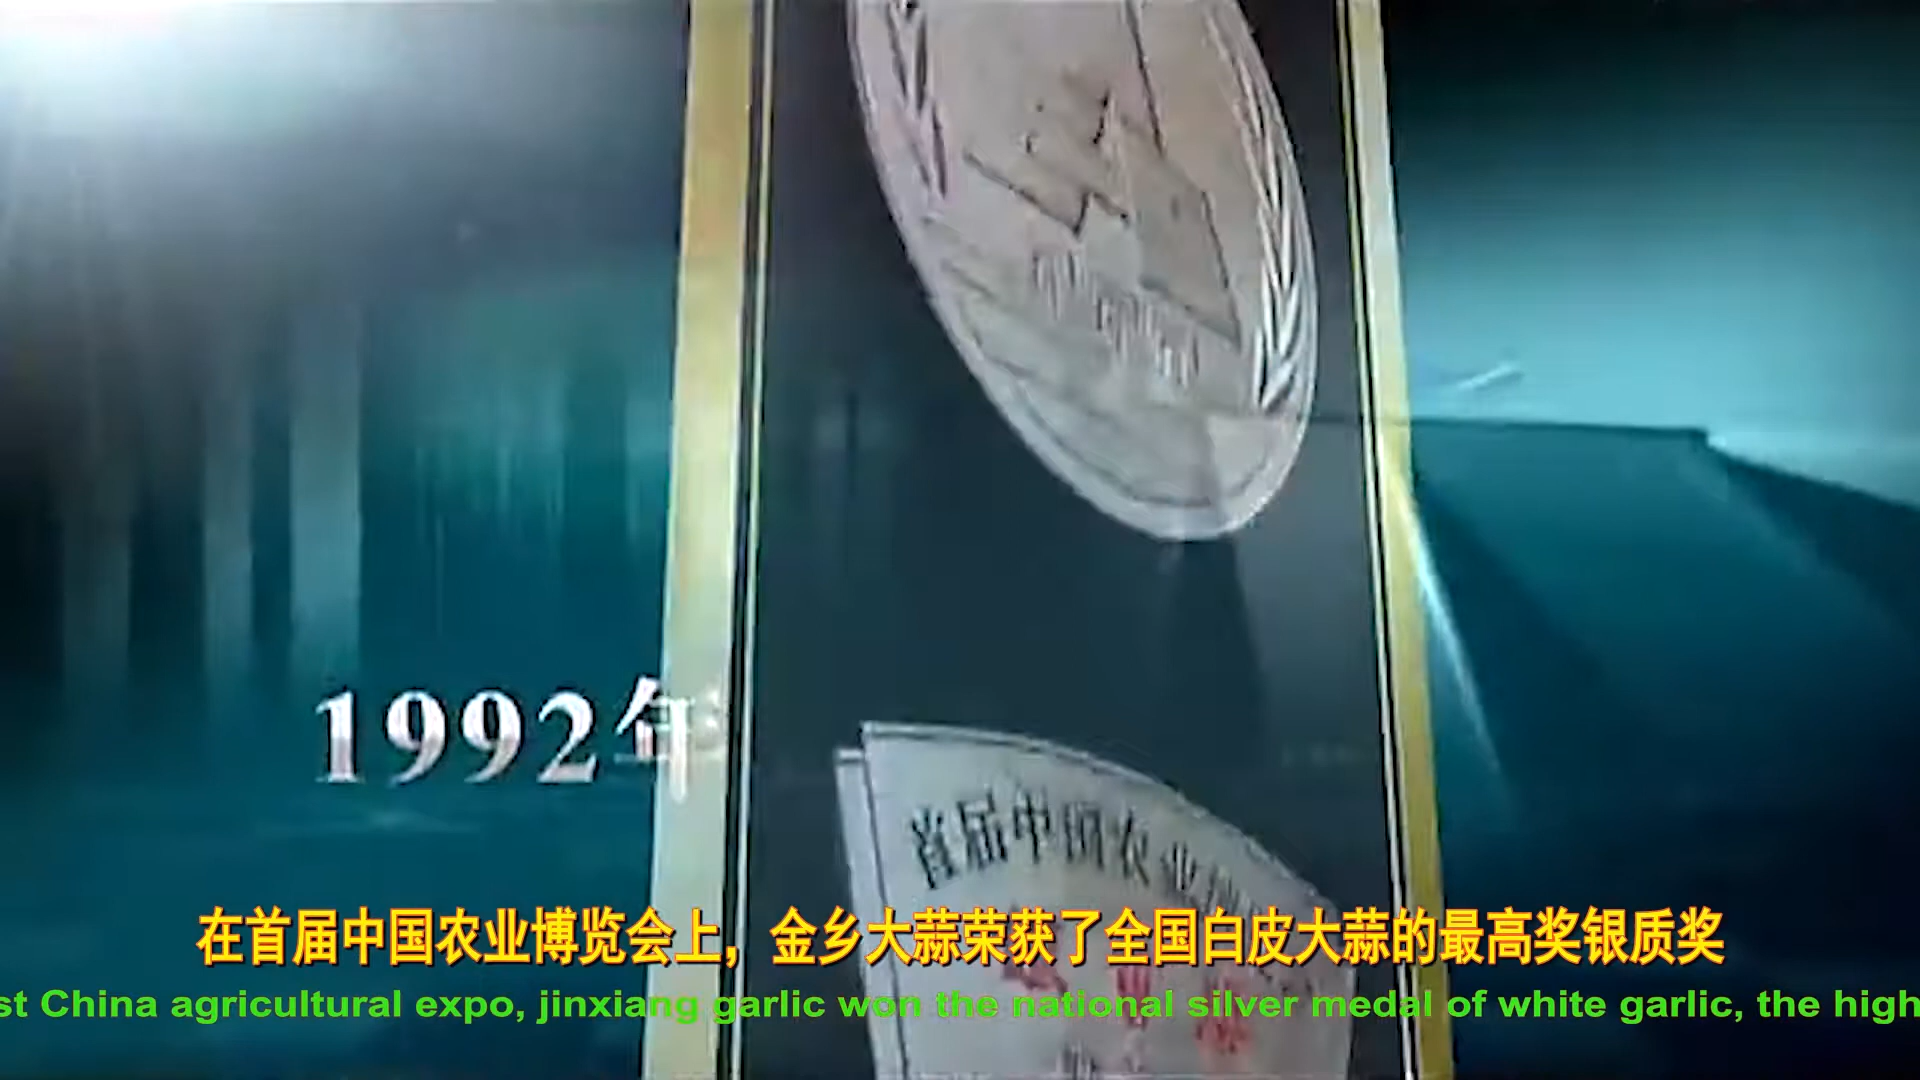 1992年
首届中国农业
在首届中国农业博览会上，金乡大蒜荣获了全国白皮大蒜的最高奖银质奖
st China agricultural expo, jinxiang garlic won the national silver medal of white garlic, the high